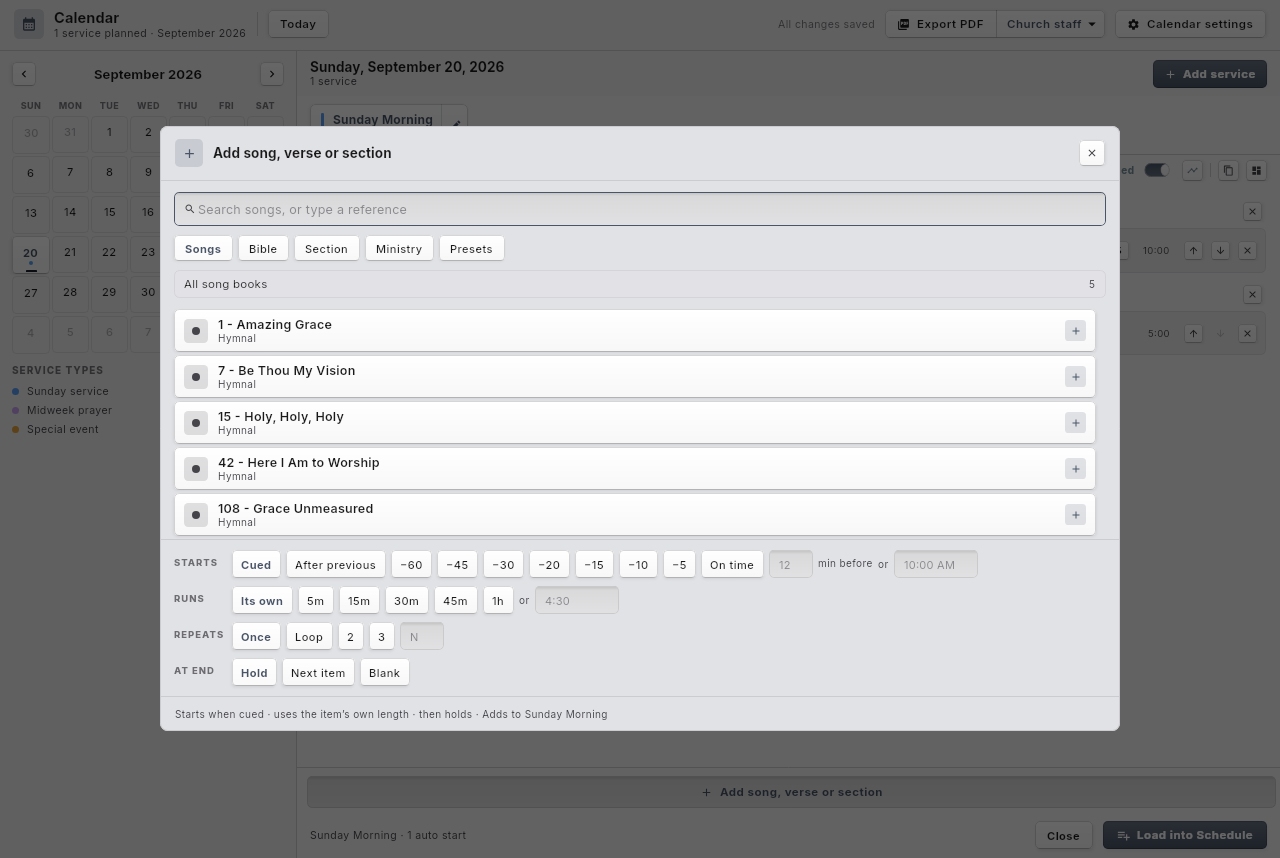 Calendar
1 service planned · September 2026
Today
All changes saved
Export PDF
Church staff
Calendar settings
September 2026
SUN MON TUE WED THU FRI SAT
30 31 1 2
6 7 8 9
13 14 15 16
20 21 22 23
27 28 29 30
4 5 6 7
SERVICE TYPES
Sunday service
Midweek prayer
Special event
Sunday, September 20, 2026
1 service
Add service
Sunday Morning
ed
10:00
5:00
Add song, verse or section
Search songs, or type a reference
Songs Bible Section Ministry Presets
All song books 5
1 - Amazing Grace
Hymnal
7 - Be Thou My Vision
Hymnal
15 - Holy, Holy, Holy
Hymnal
42 - Here I Am to Worship
Hymnal
108 - Grace Unmeasured
Hymnal
STARTS Cued After previous −60 −45 −30 −20 −15 −10 −5 On time 12 min before or 10:00 AM
RUNS Its own 5m 15m 30m 45m 1h or 4:30
REPEATS Once Loop 2 3 N
AT END Hold Next item Blank
Starts when cued · uses the item's own length · then holds · Adds to Sunday Morning
Add song, verse or section
Sunday Morning · 1 auto start
Close
Load into Schedule